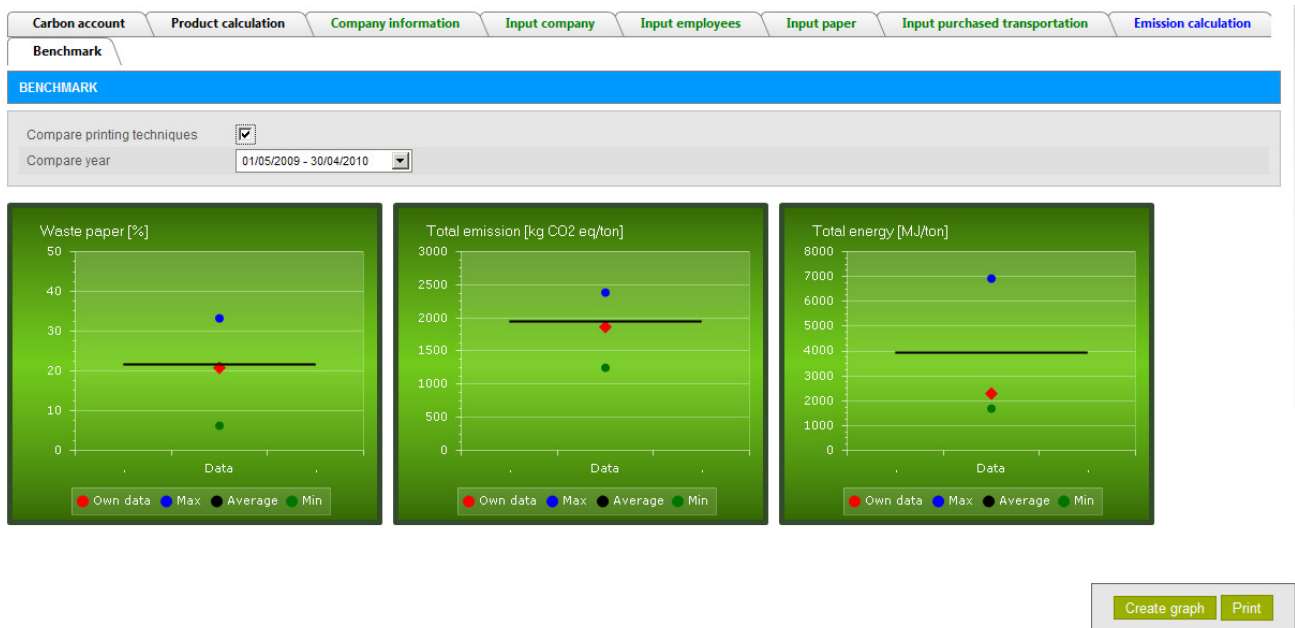 Carbon account Product calculation Company information Input company Input employees Input paper Input purchased transportation Emission calculation
Benchmark
BENCHMARK
Compare printing techniques
Compare year 01/05/2009 - 30/04/2010
Waste paper [%]
50
40
30
20
10
0
. Data .
Own data Max Average Min
Total emission [kg CO2 eq/ton]
3000
2500
2000
1500
1000
500
0
. Data .
Own data Max Average Min
Total energy [MJ/ton]
8000
7000
6000
5000
4000
3000
2000
1000
0
. Data .
Own data Max Average Min
Create graph Print